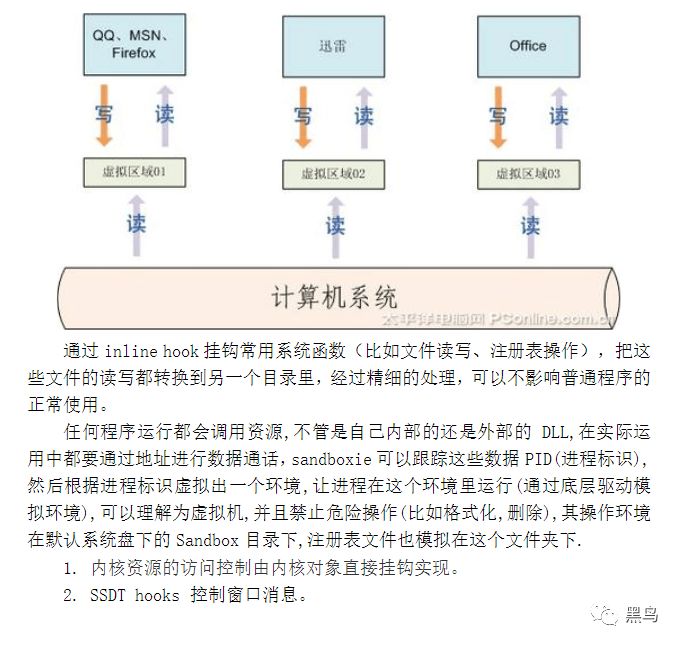 QQ、MSN、
Firefox
迅雷
Office
写
读
写
读
写
读
虚拟区域01
虚拟区域02
虚拟区域03
读
读
读
计算机系统
太平洋电脑网 PConline.com.cn
通过 inline hook 挂钩常用系统函数（比如文件读写、注册表操作），把这
些文件的读写都转换到另一个目录里，经过精细的处理，可以不影响普通程序的
正常使用。
任何程序运行都会调用资源,不管是自己内部的还是外部的 DLL,在实际运
用中都要通过地址进行数据通话，sandboxie 可以跟踪这些数据 PID(进程标识),
然后根据进程标识虚拟出一个环境,让进程在这个环境里运行(通过底层驱动模
拟环境),可以理解为虚拟机,并且禁止危险操作(比如格式化,删除),其操作环境
在默认系统盘下的 Sandbox 目录下,注册表文件也模拟在这个文件夹下.
1. 内核资源的访问控制由内核对象直接挂钩实现。
2. SSDT hooks 控制窗口消息。
黑鸟